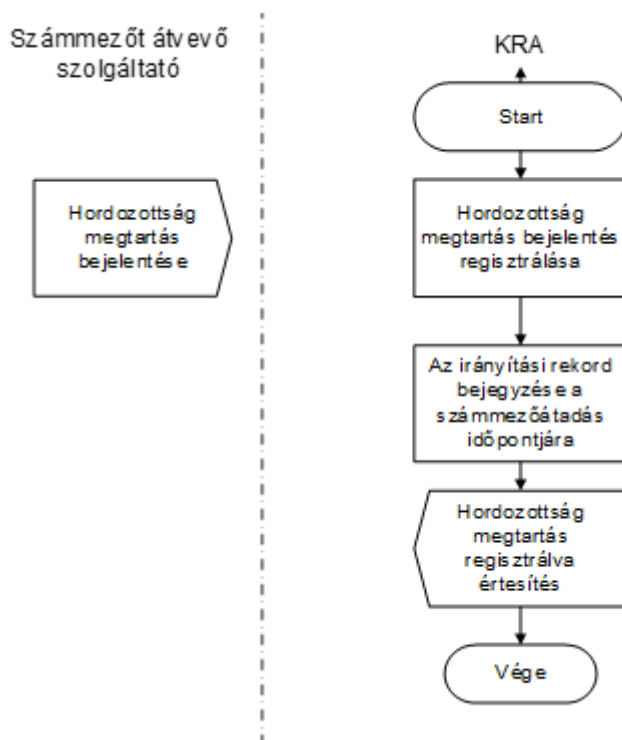 Számmezőt átvevő
szolgáltató
Hordozottság
megtartás
bejelentése
KRA
Start
Hordozottság
megtartás bejelentés
regisztrálása
Az irányítási rekord
bejegyzése a
számmezőátadás
időpontjára
Hordozottság
megtartás
regisztrálva
értesítés
Vége